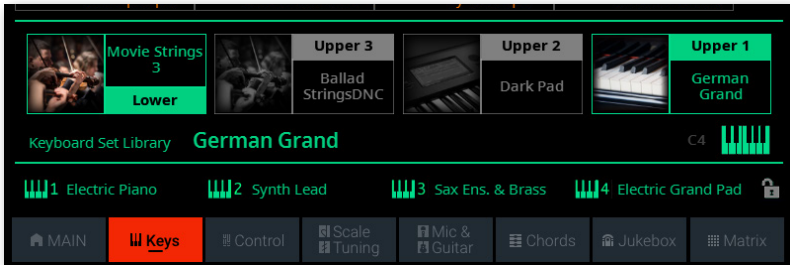 Movie Strings
3
Lower
Upper 3
Ballad
StringsDNC
Upper 2
Dark Pad
Upper 1
German
Grand
Keyboard Set Library German Grand C4
1 Electric Piano 2 Synth Lead 3 Sax Ens. & Brass 4 Electric Grand Pad
MAIN Keys Control Scale Tuning Mic & Guitar Chords Jukebox Matrix